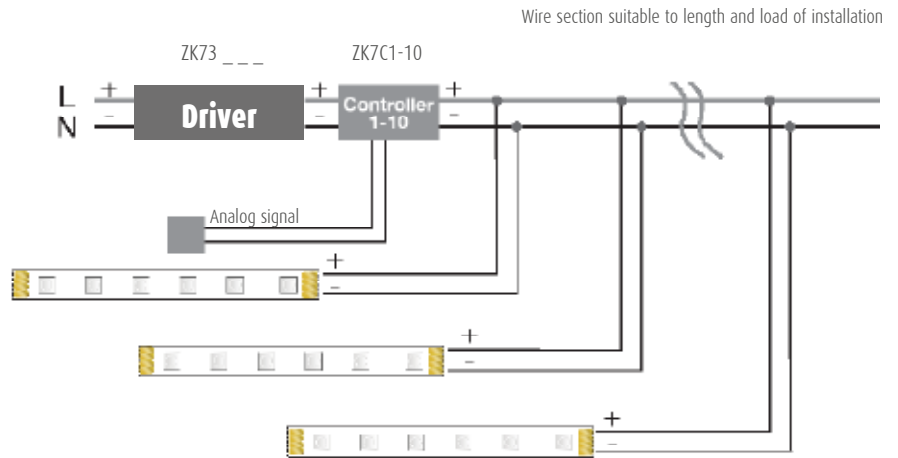 Wire section suitable to length and load of installation
ZK73 _ _ _ ZK7C1-10
L + Driver + Controller 1-10 +
N - - -
Analog signal
+
-
+
-
+
-